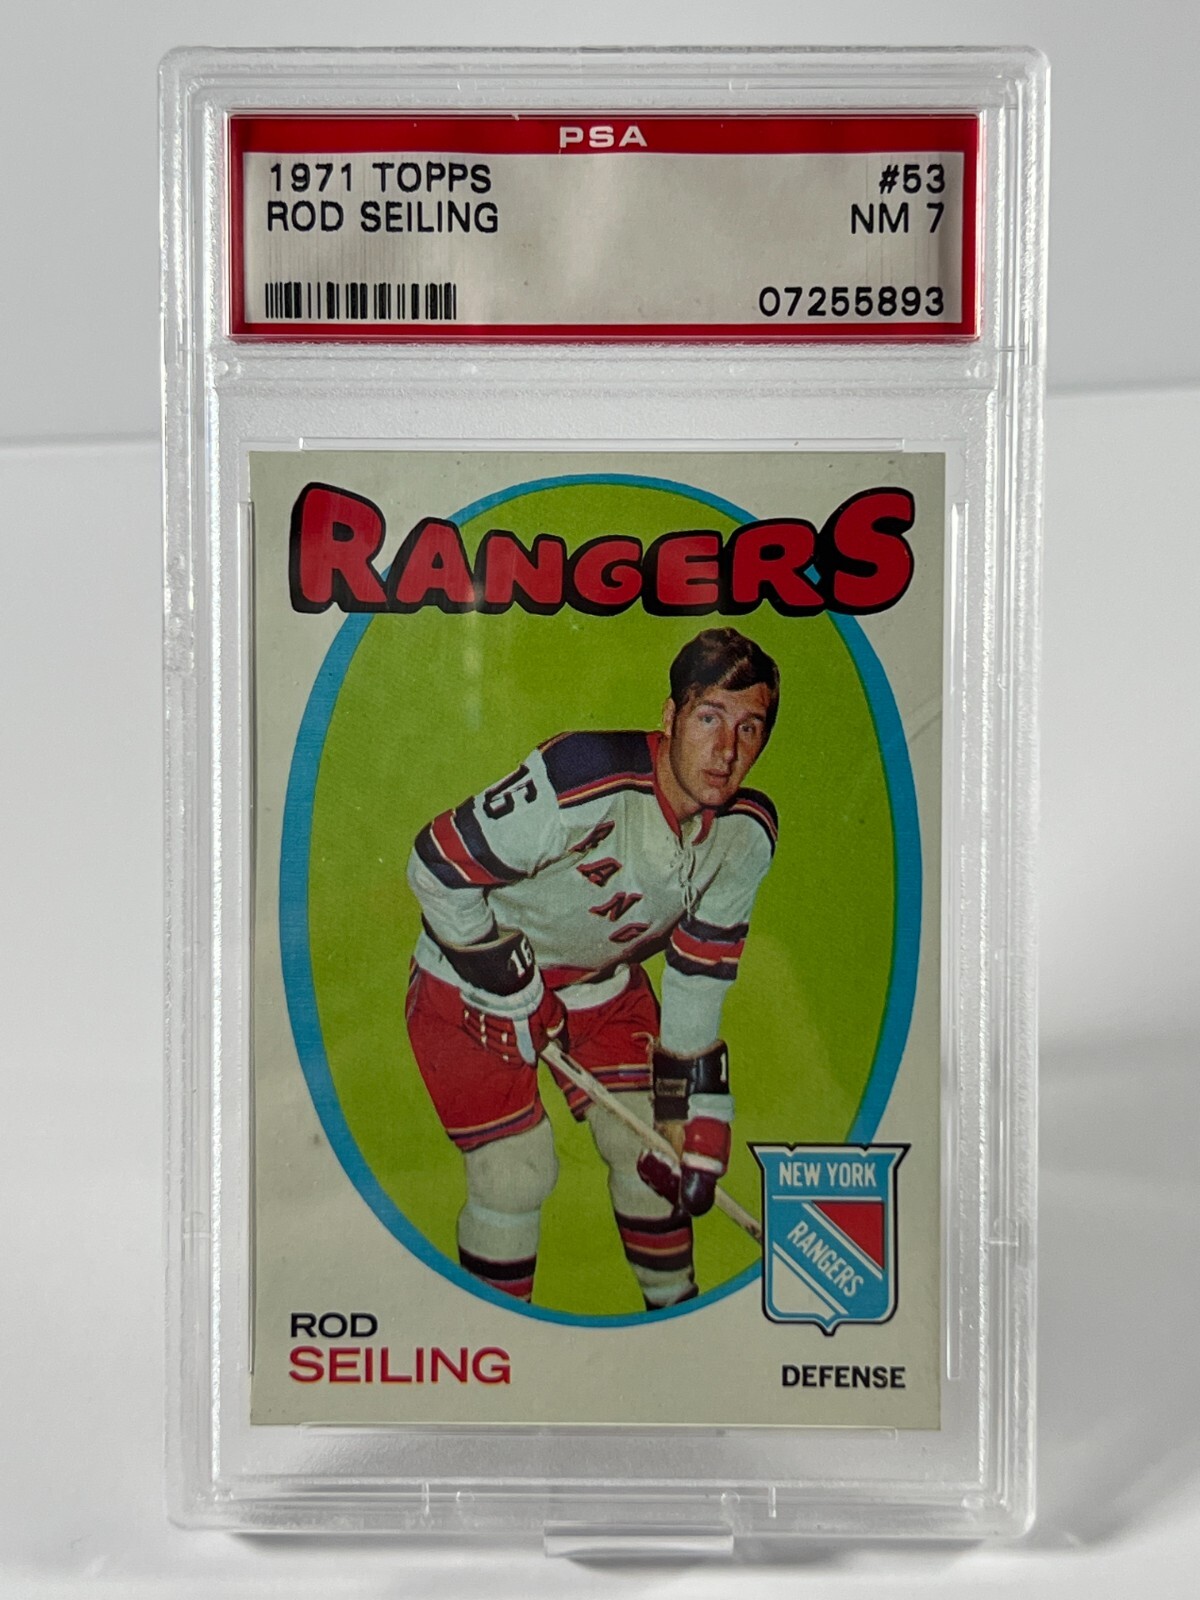 PSA
1971 TOPPS #53
ROD SEILING NM 7
07255893
RANGERS
16
RANG
16
1
NEW YORK
RANGERS
ROD
SEILING
DEFENSE